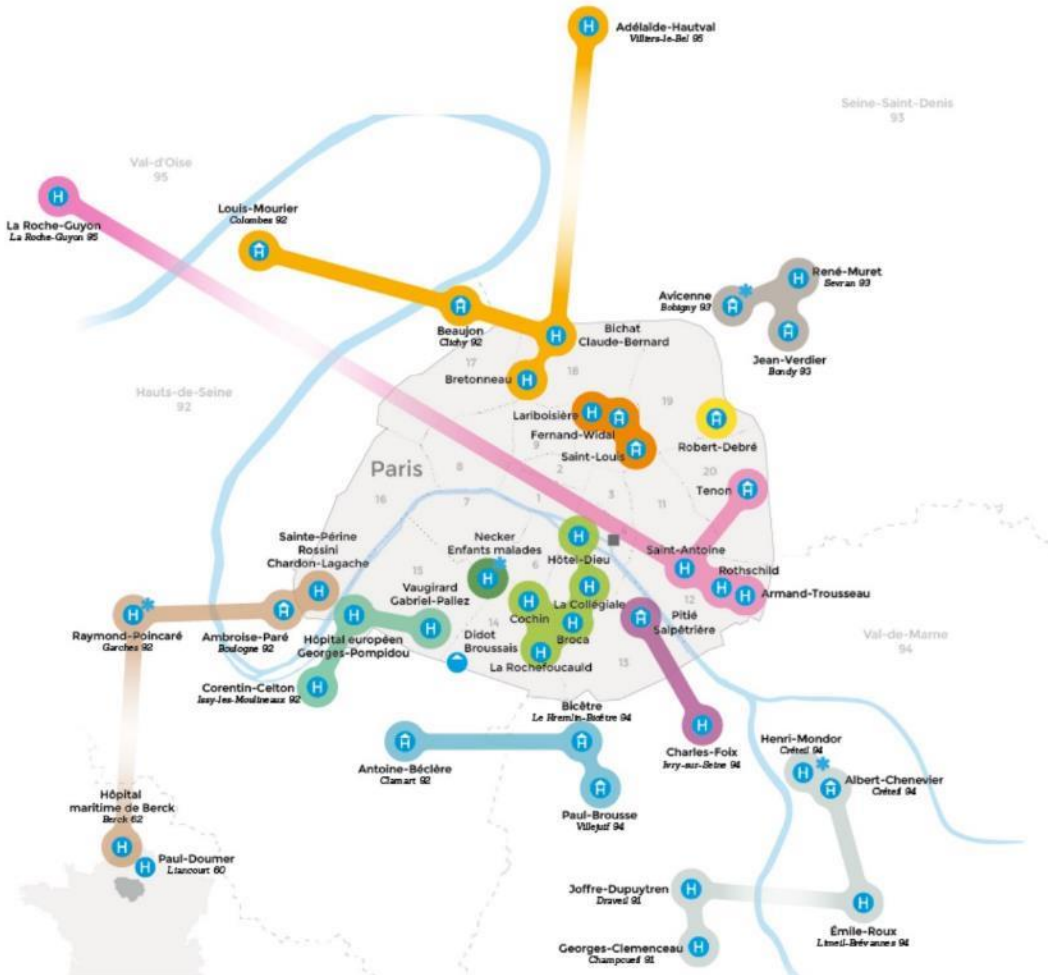 Adélaïde-Hautval
Villiers-le-Bel 95
Seine-Saint-Denis
93
Val-d'Oise
95
La Roche-Guyon
La Roche-Guyon 95
Louis-Mourier
Colombes 92
René-Muret
Sevran 93
Avicenne
Bobigny 93
Beaujon
Clichy 92
Bichat
Claude-Bernard
Jean-Verdier
Bondy 93
17
18
Bretonneau
Hauts-de-Seine
92
19
Lariboisière
Fernand-Widal
Robert-Debré
9
Saint-Louis
Paris
8
2
20
Tenon
16
7
1
3
11
4
Sainte-Périne
Rossini
Chardon-Lagache
Necker
Enfants malades
Hôtel-Dieu
Saint-Antoine
Rothschild
15
6
Vaugirard
Gabriel-Pallez
La Collégiale
12
Armand-Trousseau
Cochin
Pitié
Salpêtrière
Raymond-Poincaré
Garches 92
Ambroise-Paré
Boulogne 92
Hôpital européen
Georges-Pompidou
14
Didot
Broussais
Broca
La Rochefoucauld
13
Val-de-Marne
94
Corentin-Celton
Issy-les-Moulineaux 92
Bicêtre
Le Kremlin-Bicêtre 94
Antoine-Béclère
Clamart 92
Charles-Foix
Ivry-sur-Seine 94
Henri-Mondor
Créteil 94
Albert-Chenevier
Créteil 94
Hôpital
maritime de Berck
Berck 62
Paul-Brousse
Villejuif 94
Paul-Doumer
Liancourt 60
Joffre-Dupuytren
Draveil 91
Émile-Roux
Limeil-Brévannes 94
Georges-Clemenceau
Champcueil 91